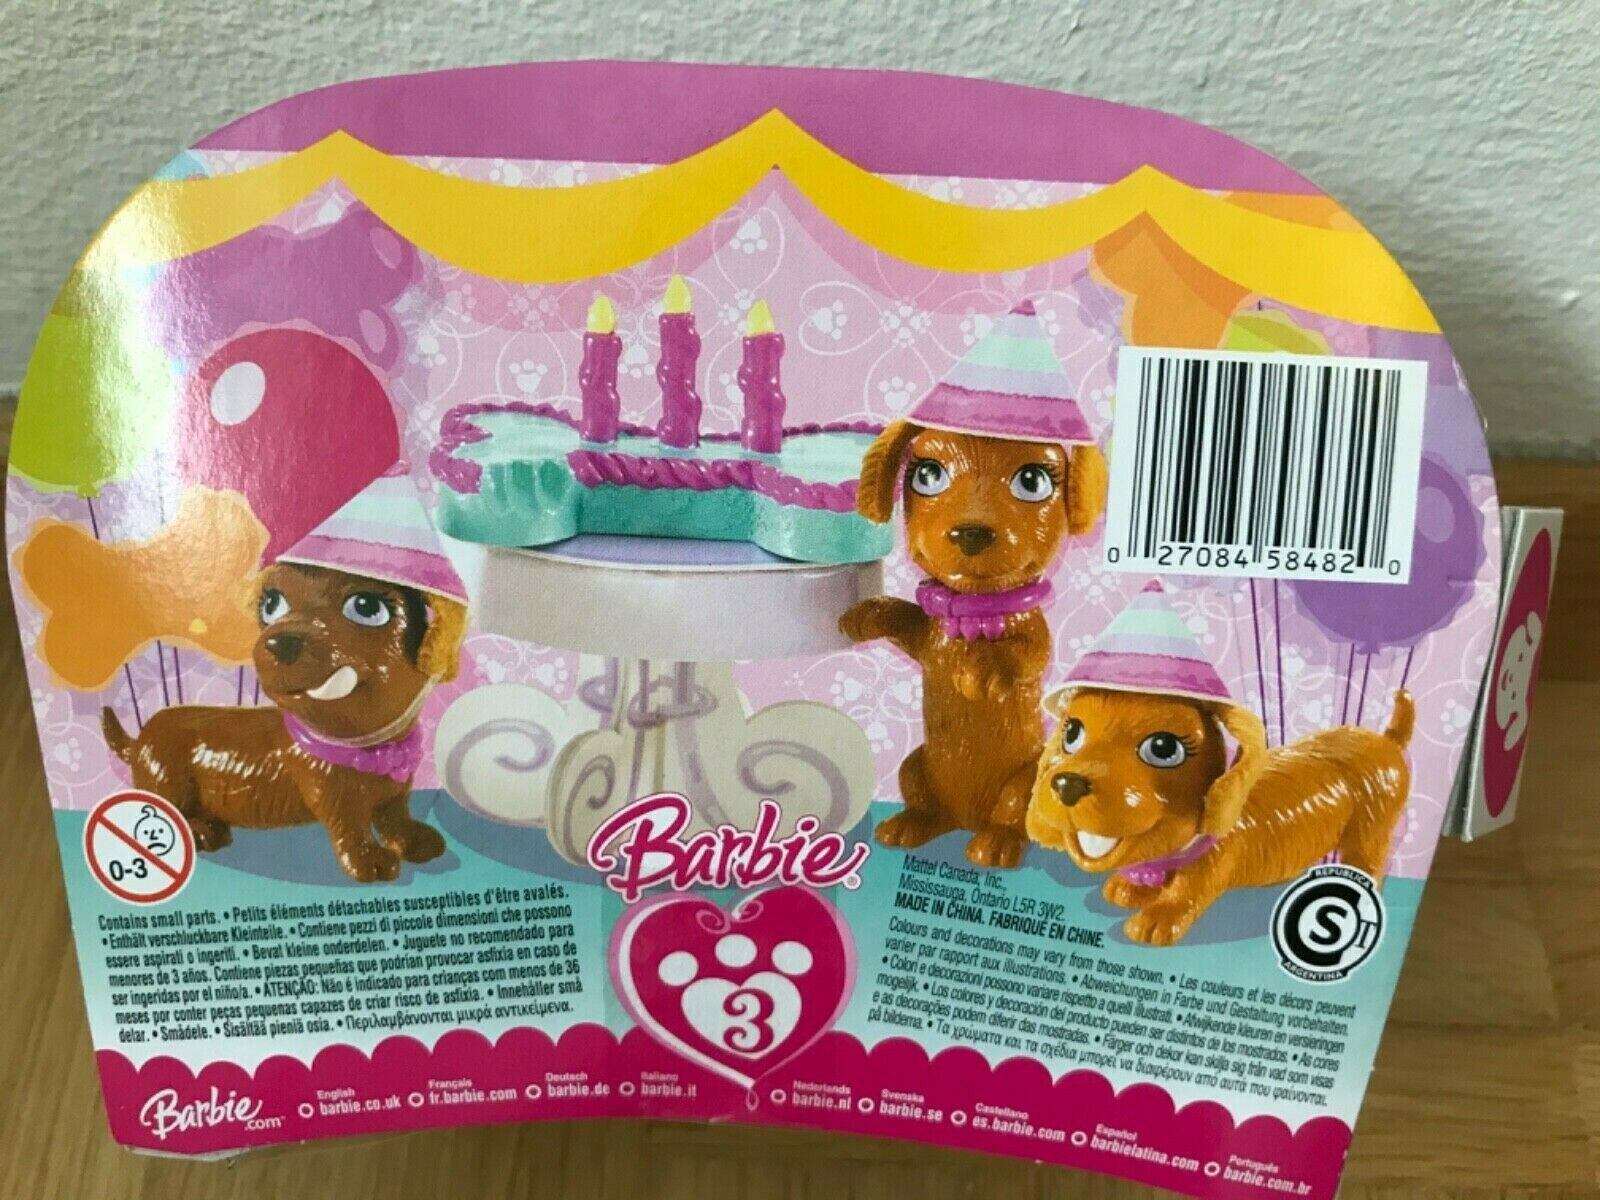 0 27084 58482 0
0-3
Contains small parts. • Petits éléments détachables susceptibles d'être avalés.
• Enthält verschluckbare Kleinteile. • Contiene pezzi di piccole dimensioni che possono
essere aspirati o ingeriti. • Bevat kleine onderdelen. • Juguete no recomendado para
menores de 3 años. Contiene piezas pequeñas que podrían provocar asfixia en caso de
ser ingeridas por el niño/a. • ATENÇÃO: Não é indicado para crianças com menos de 36
meses por conter peças pequenas capazes de criar risco de asfixia. • Innehåller små
delar. • Smådele. • Sisältää pieniä osia. • Περιλαμβάνονται μικρά αντικείμενα.
Barbie®
3
Mattel Canada, Inc.,
Mississauga, Ontario L5R 3W2.
MADE IN CHINA. FABRIQUÉ EN CHINE.
Colours and decorations may vary from those shown. • Les couleurs et les décors peuvent
varier par rapport aux illustrations. • Abweichungen in Farbe und Gestaltung vorbehalten.
• Colori e decorazioni possono variare rispetto a quelli illustrati. • Afwijkende kleuren en versieringen
mogelijk. • Los colores y decoración del producto pueden ser distintos de los mostrados. • As cores
e as decorações podem diferir das mostradas. • Färger och dekor kan skilja sig från vad som visas
på bilderna. • Τα χρώματα και τα σχέδια μπορεί να διαφέρουν από αυτά που φαίνονται.
REPUBLICA
S
T
ARGENTINA
Barbie.com™
English
barbie.co.uk
Français
fr.barbie.com
Deutsch
barbie.de
Italiano
barbie.it
Nederlands
barbie.nl
Svenska
barbie.se
Castellano
es.barbie.com
Español
barbielatina.com
Português
barbie.com.br